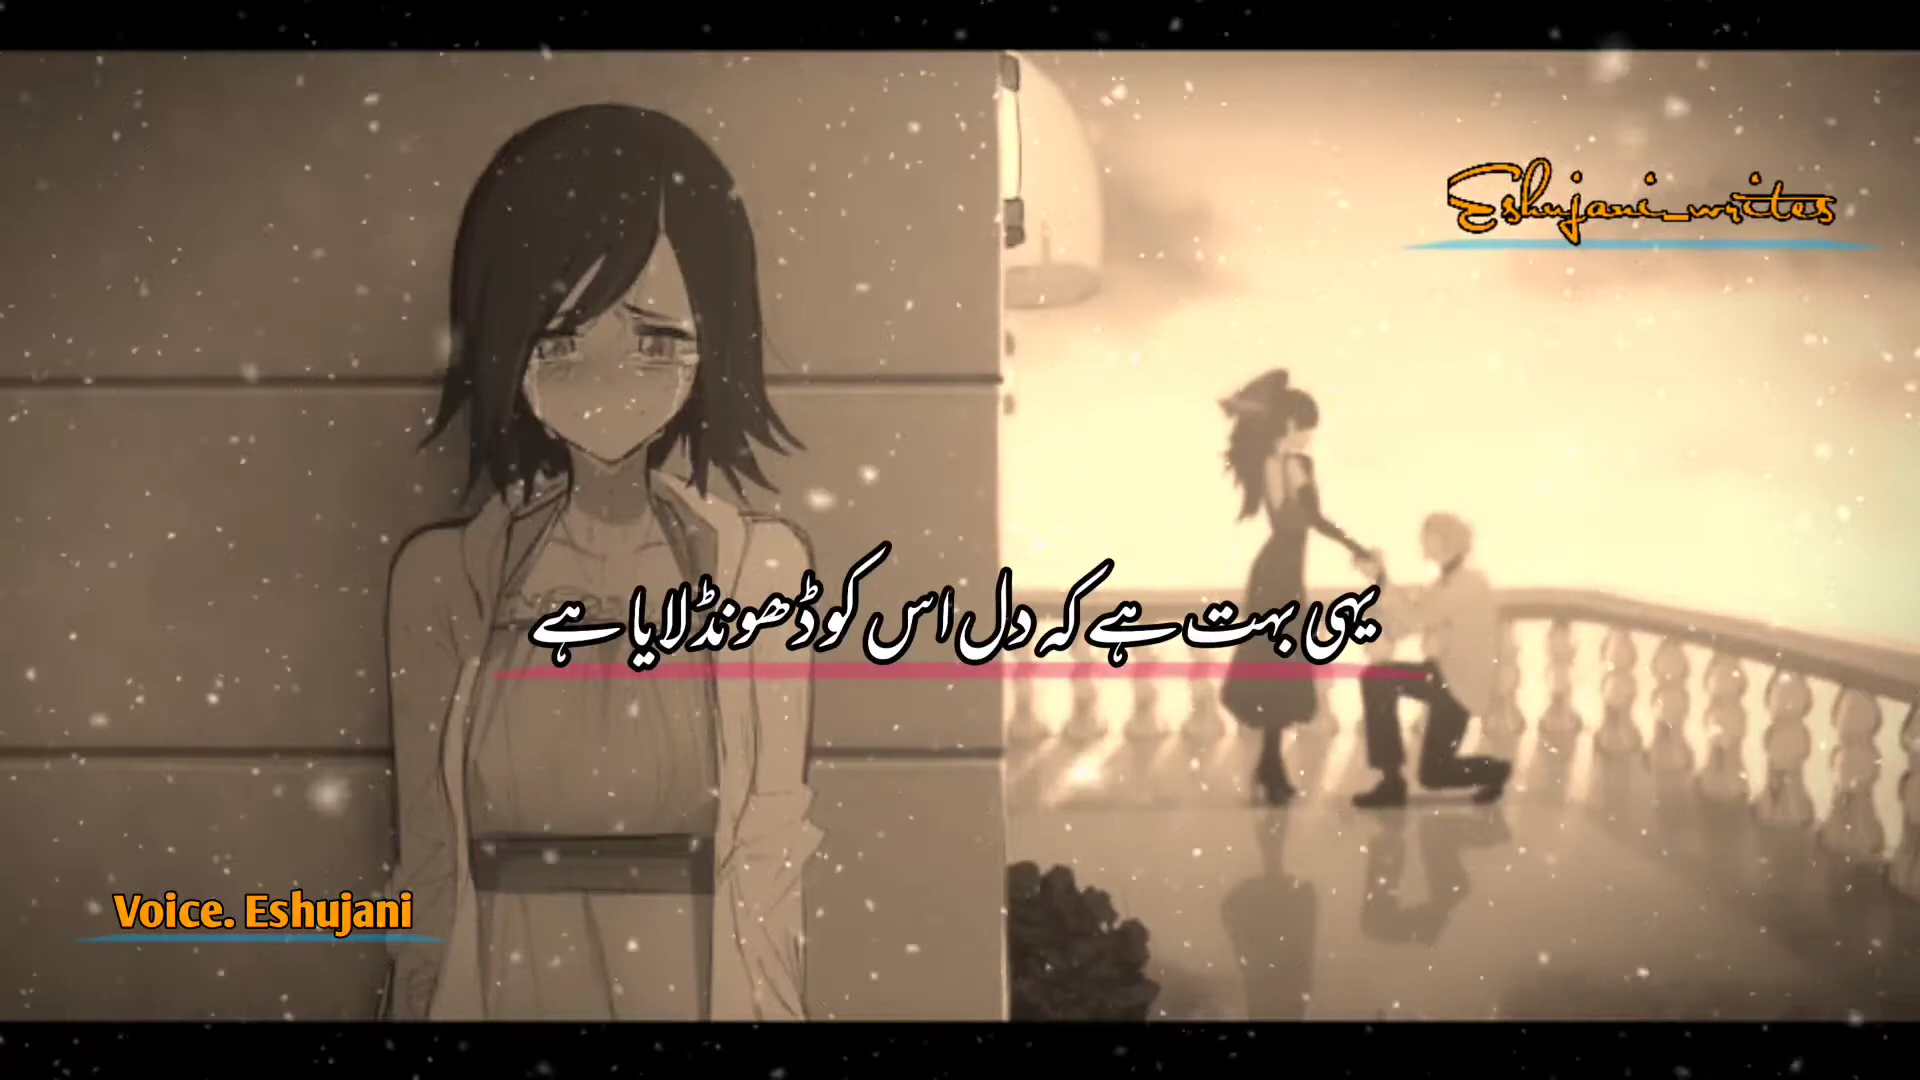 Eshujani_writes
یہی بہت ہے کہ دل اس کو ڈھونڈ لایا ہے
Voice. Eshujani